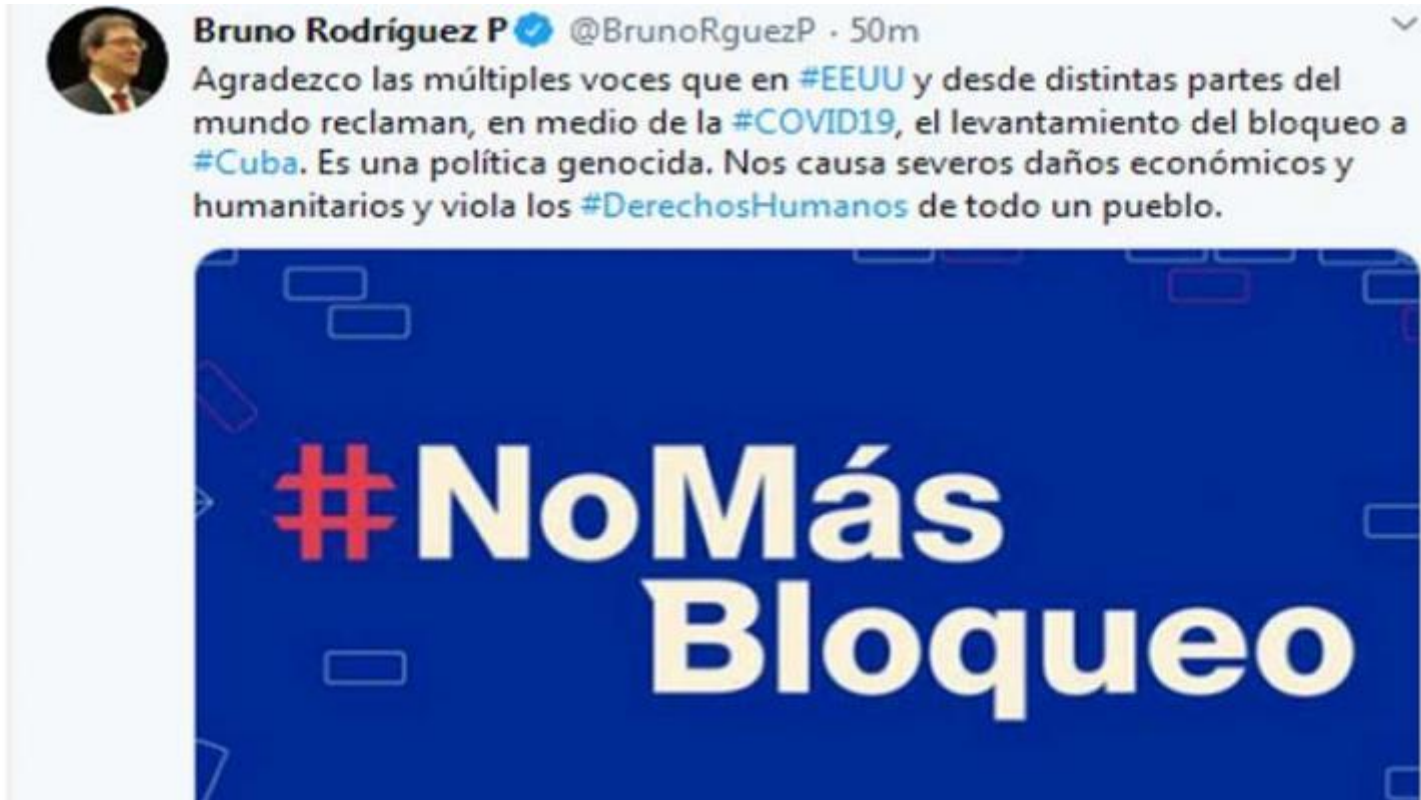 Bruno Rodríguez P @BrunoRguezP · 50m
Agradezco las múltiples voces que en #EEUU y desde distintas partes del
mundo reclaman, en medio de la #COVID19, el levantamiento del bloqueo a
#Cuba. Es una política genocida. Nos causa severos daños económicos y
humanitarios y viola los #DerechosHumanos de todo un pueblo.
#NoMás
Bloqueo